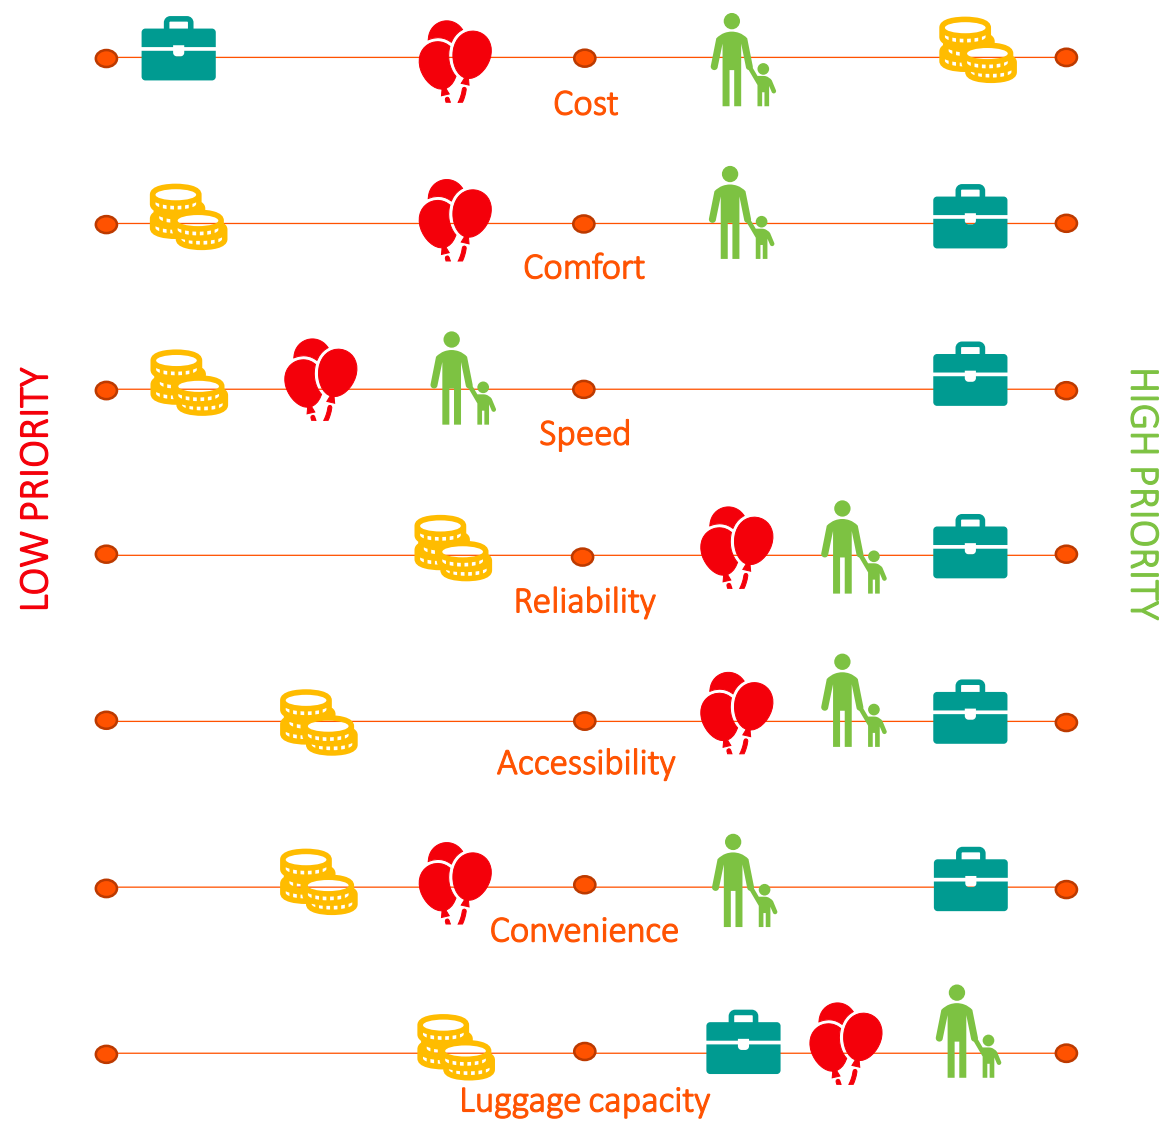 Cost
Comfort
Speed
LOW PRIORITY
HIGH PRIORITY
Reliability
Accessibility
Convenience
Luggage capacity